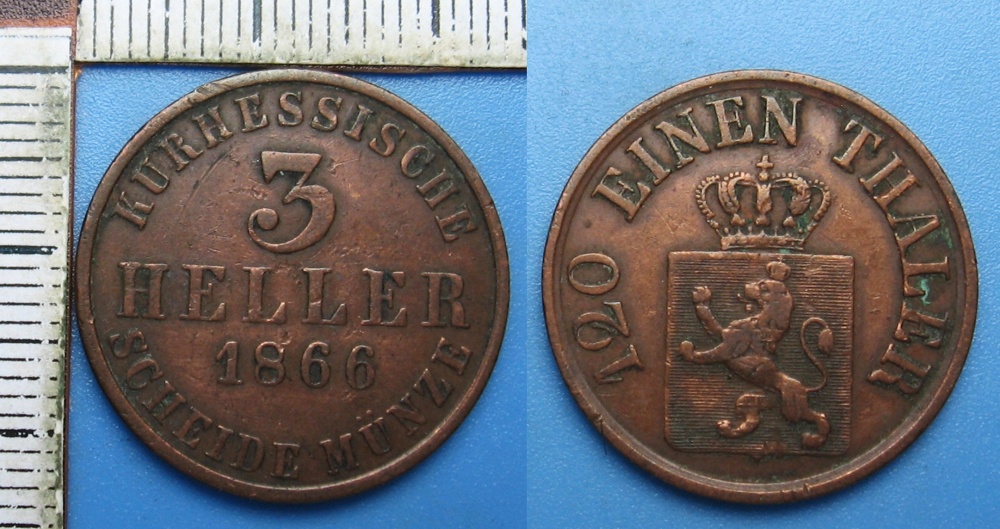 KURHESSISCHE
3
HELLER
1866
SCHEIDE MÜNZE
120 EINEN THALER